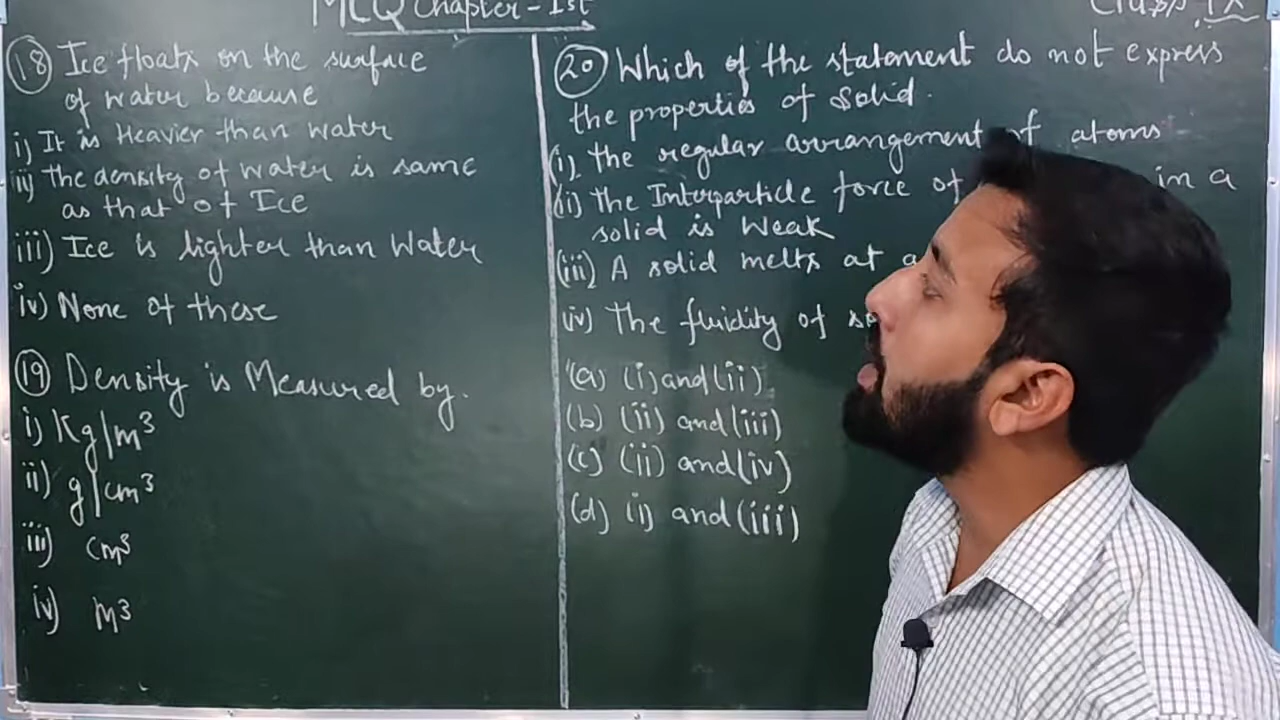 MCQ Chapter - Ist
Class IX
(18) Ice floats on the surface
of water because
i) It is Heavier than water
ii) The density of water is same
as that of Ice
iii) Ice is lighter than Water
iv) None of these
(19) Density is Measured by.
i) Kg/m³
ii) g/cm³
iii) Cm³
iv) M³
(20) Which of the statement do not express
the properties of solid.
(i) the regular arrangement of atoms
(ii) the Interparticle force of in a
solid is Weak
(iii) A solid melts at
iv) The fluidity of
(a) (i) and (ii)
(b) (ii) and (iii)
(c) (ii) and (iv)
(d) (i) and (iii)